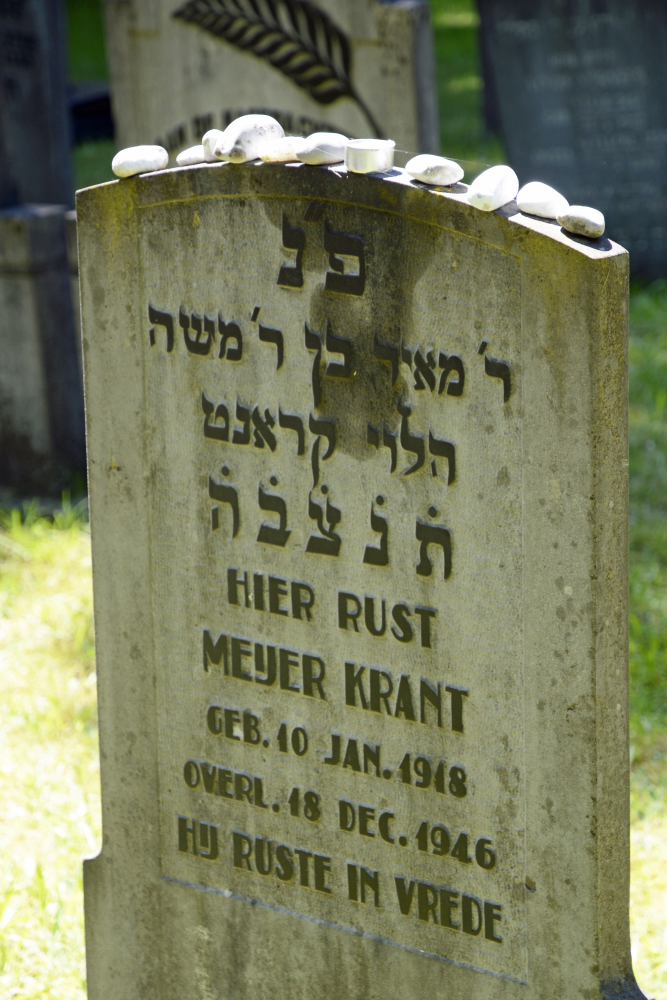 פ״נ
ר׳ מאיר בן ר׳ משה
הלוי קראנט
ת̇ נ̇ צ̇ ב̇ ה̇
HIER RUST
MEIJER KRANT
GEB. 10 JAN. 1918
OVERL. 18 DEC. 1946
HIJ RUSTE IN VREDE